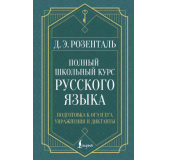 Д. Э. РОЗЕНТАЛЬ
ПОЛНЫЙ
ШКОЛЬНЫЙ КУРС
РУССКОГО
ЯЗЫКА
ПОДГОТОВКА К ОГЭ И ЕГЭ,
УПРАЖНЕНИЯ И ДИКТАНТЫ